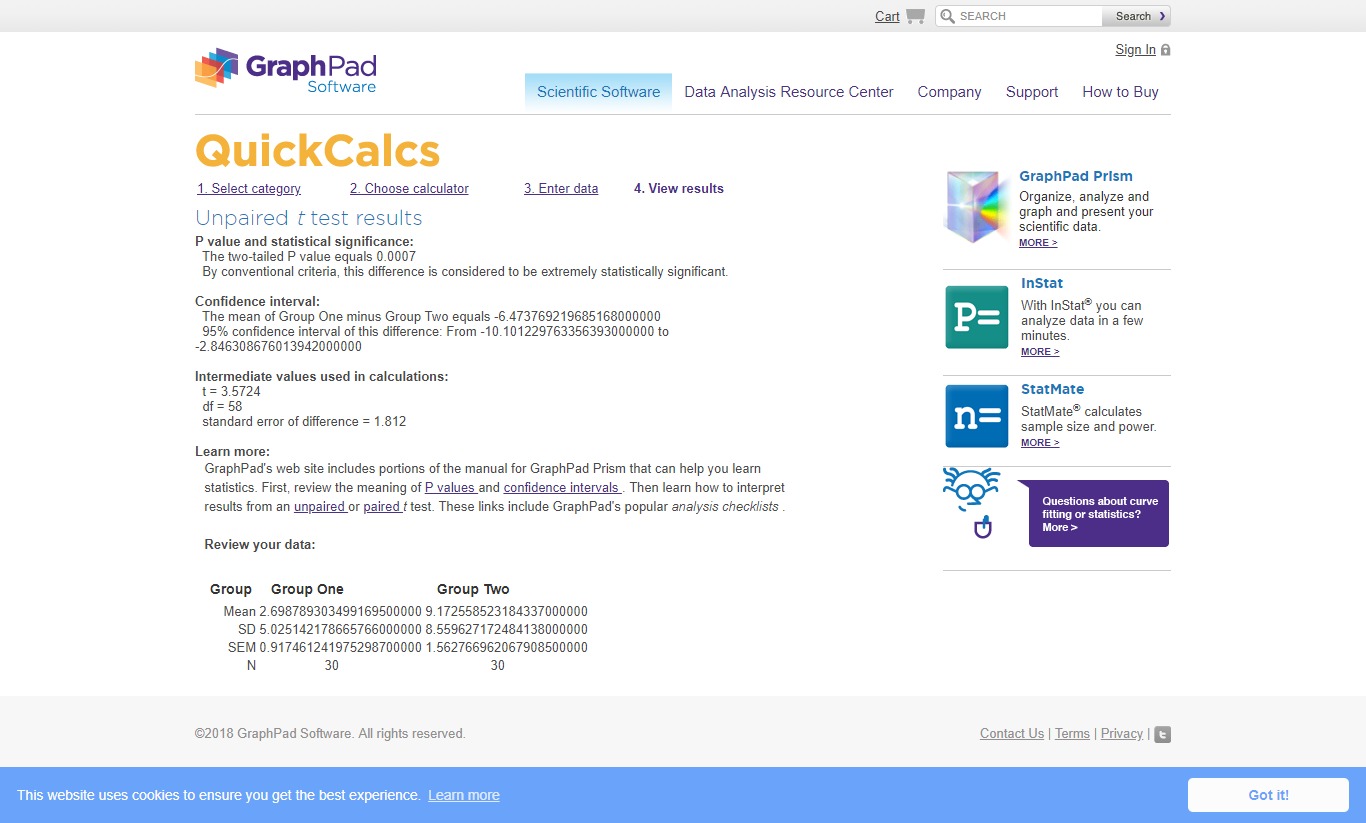 Cart
SEARCH
Search ›
Sign In
GraphPad
Software
Scientific Software Data Analysis Resource Center Company Support How to Buy
QuickCalcs
1. Select category 2. Choose calculator 3. Enter data 4. View results
Unpaired t test results
P value and statistical significance:
The two-tailed P value equals 0.0007
By conventional criteria, this difference is considered to be extremely statistically significant.
Confidence interval:
The mean of Group One minus Group Two equals -6.473769219685168000000
95% confidence interval of this difference: From -10.101229763356393000000 to
-2.846308676013942000000
Intermediate values used in calculations:
t = 3.5724
df = 58
standard error of difference = 1.812
Learn more:
GraphPad's web site includes portions of the manual for GraphPad Prism that can help you learn
statistics. First, review the meaning of P values and confidence intervals . Then learn how to interpret
results from an unpaired or paired t test. These links include GraphPad's popular analysis checklists .
Review your data:
Group Group One Group Two
Mean 2.698789303499169500000 9.172558523184337000000
SD 5.025142178665766000000 8.559627172484138000000
SEM 0.917461241975298700000 1.562766962067908500000
N 30 30
GraphPad Prism
Organize, analyze and
graph and present your
scientific data.
MORE >
P=
InStat
With InStat® you can
analyze data in a few
minutes.
MORE >
n=
StatMate
StatMate® calculates
sample size and power.
MORE >
Questions about curve
fitting or statistics?
More >
©2018 GraphPad Software. All rights reserved.
Contact Us | Terms | Privacy |
This website uses cookies to ensure you get the best experience. Learn more
Got it!